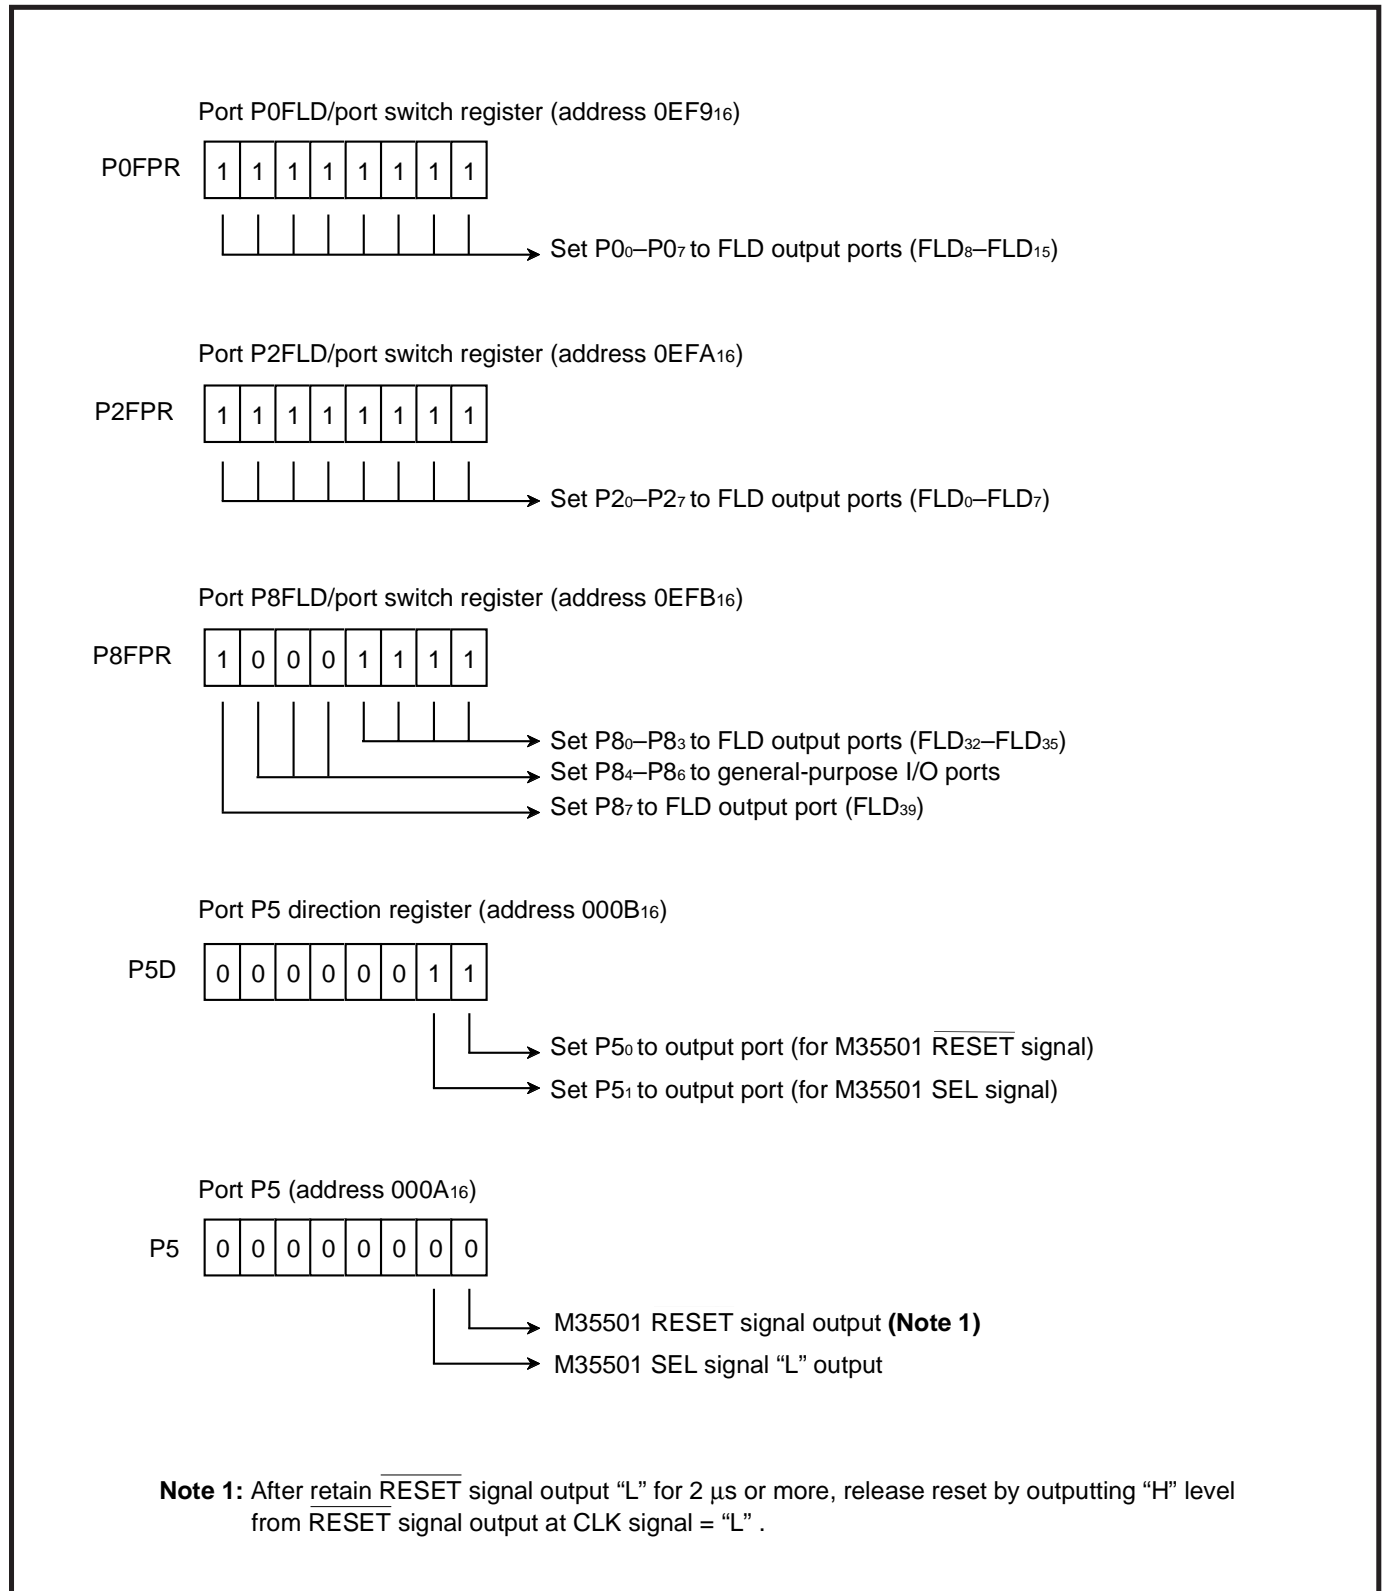 Port P0FLD/port switch register (address 0EF916)
P0FPR 1 1 1 1 1 1 1 1
Set P00–P07 to FLD output ports (FLD8–FLD15)
Port P2FLD/port switch register (address 0EFA16)
P2FPR 1 1 1 1 1 1 1 1
Set P20–P27 to FLD output ports (FLD0–FLD7)
Port P8FLD/port switch register (address 0EFB16)
P8FPR 1 0 0 0 1 1 1 1
Set P80–P83 to FLD output ports (FLD32–FLD35)
Set P84–P86 to general-purpose I/O ports
Set P87 to FLD output port (FLD39)
Port P5 direction register (address 000B16)
P5D 0 0 0 0 0 0 1 1
Set P50 to output port (for M35501 RESET signal)
Set P51 to output port (for M35501 SEL signal)
Port P5 (address 000A16)
P5 0 0 0 0 0 0 0 0
M35501 RESET signal output (Note 1)
M35501 SEL signal “L” output
Note 1: After retain RESET signal output “L” for 2 μs or more, release reset by outputting “H” level
from RESET signal output at CLK signal = “L” .